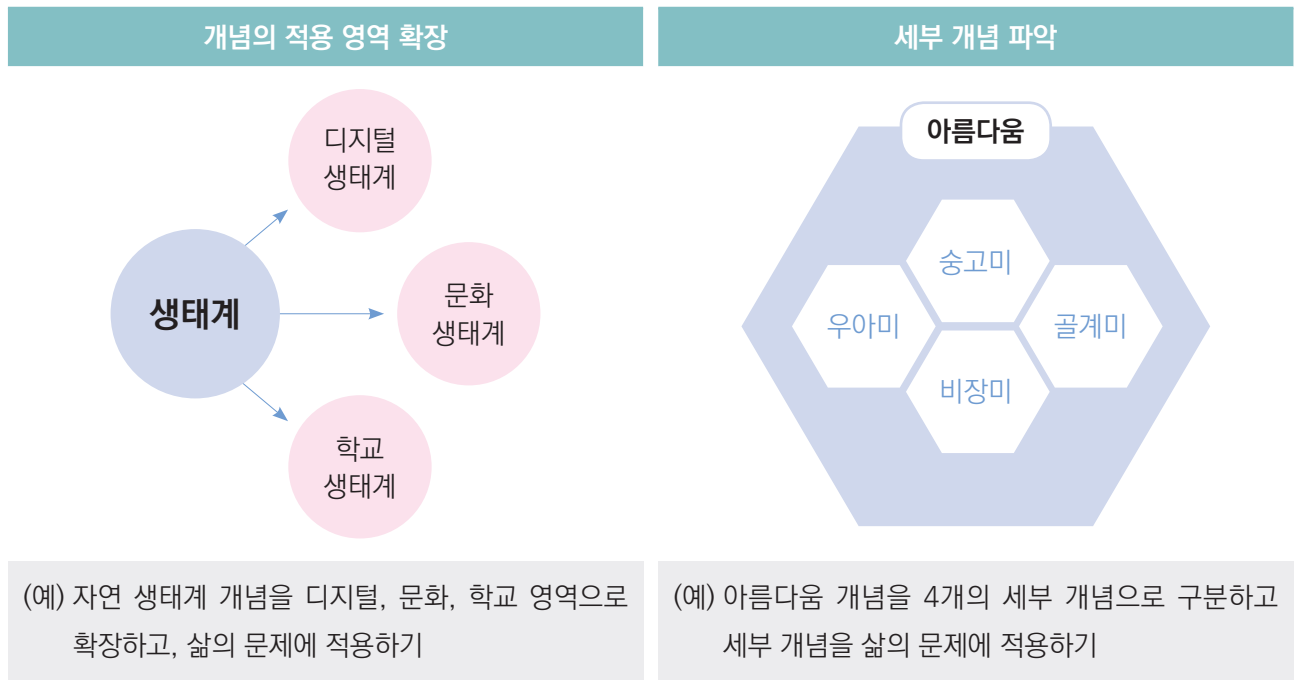 개념의 적용 영역 확장
디지털
생태계
생태계
문화
생태계
학교
생태계
(예) 자연 생태계 개념을 디지털, 문화, 학교 영역으로
확장하고, 삶의 문제에 적용하기
세부 개념 파악
아름다움
숭고미
우아미
골계미
비장미
(예) 아름다움 개념을 4개의 세부 개념으로 구분하고
세부 개념을 삶의 문제에 적용하기